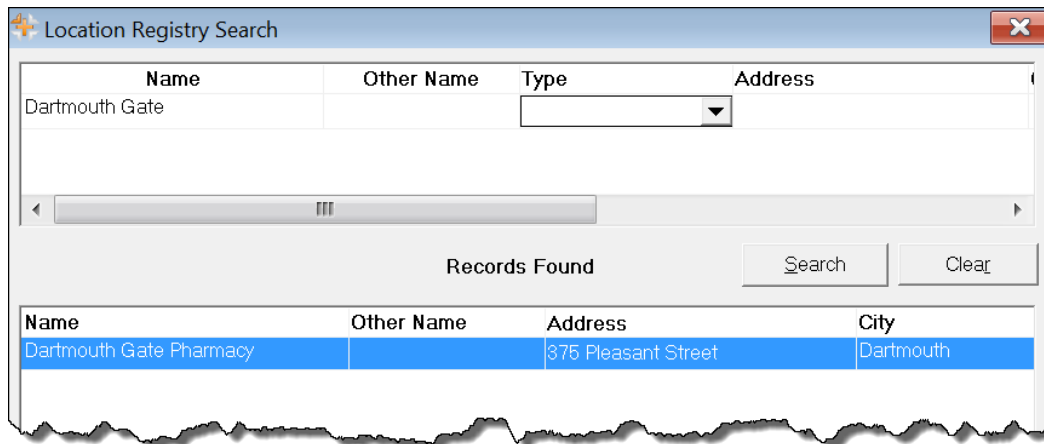 Location Registry Search
Name Other Name Type Address
Dartmouth Gate
Records Found Search Clear
Name Other Name Address City
Dartmouth Gate Pharmacy 375 Pleasant Street Dartmouth